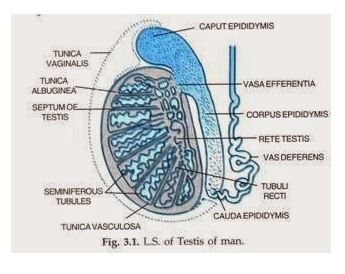 CAPUT EPIDIDYMIS
TUNICA
VAGINALIS
TUNICA
ALBUGINEA
SEPTUM OF
TESTIS
VASA EFFERENTIA
CORPUS EPIDIDYMIS
RETE TESTIS
VAS DEFERENS
TUBULI
RECTI
SEMINIFEROUS
TUBULES
CAUDA EPIDIDYMIS
TUNICA VASCULOSA
Fig. 3.1. L.S. of Testis of man.